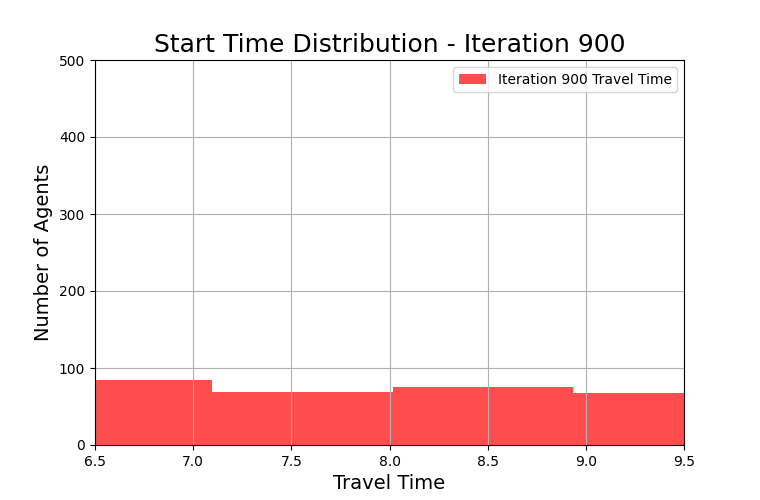 Start Time Distribution - Iteration 900
Iteration 900 Travel Time
Number of Agents
500
400
300
200
100
0
6.5 7.0 7.5 8.0 8.5 9.0 9.5
Travel Time